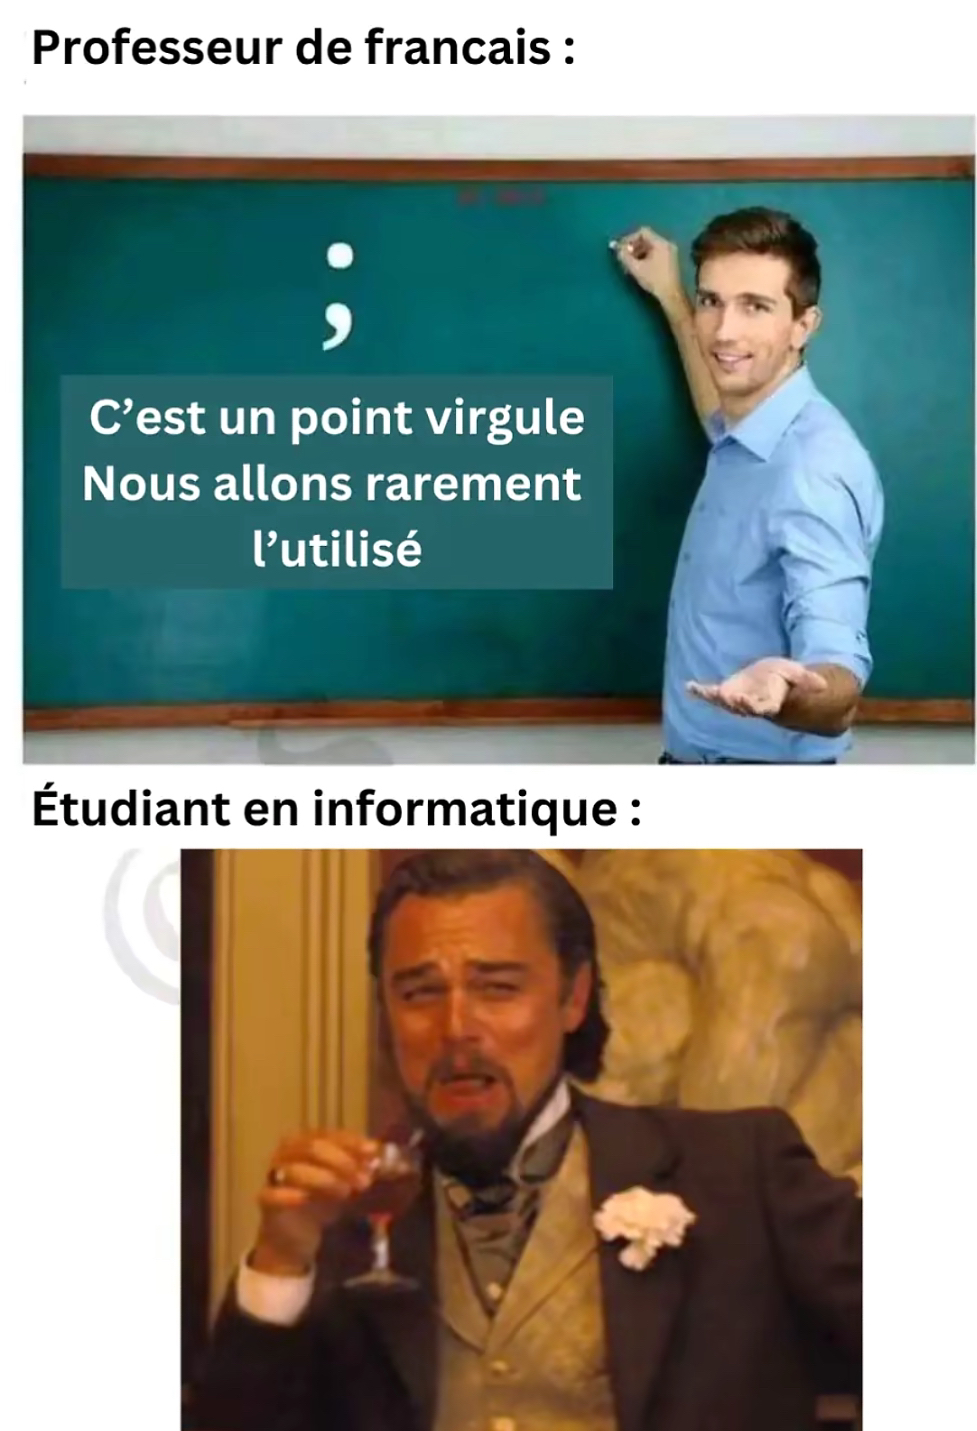 Professeur de francais :
;
C’est un point virgule
Nous allons rarement
l’utilisé
Étudiant en informatique :